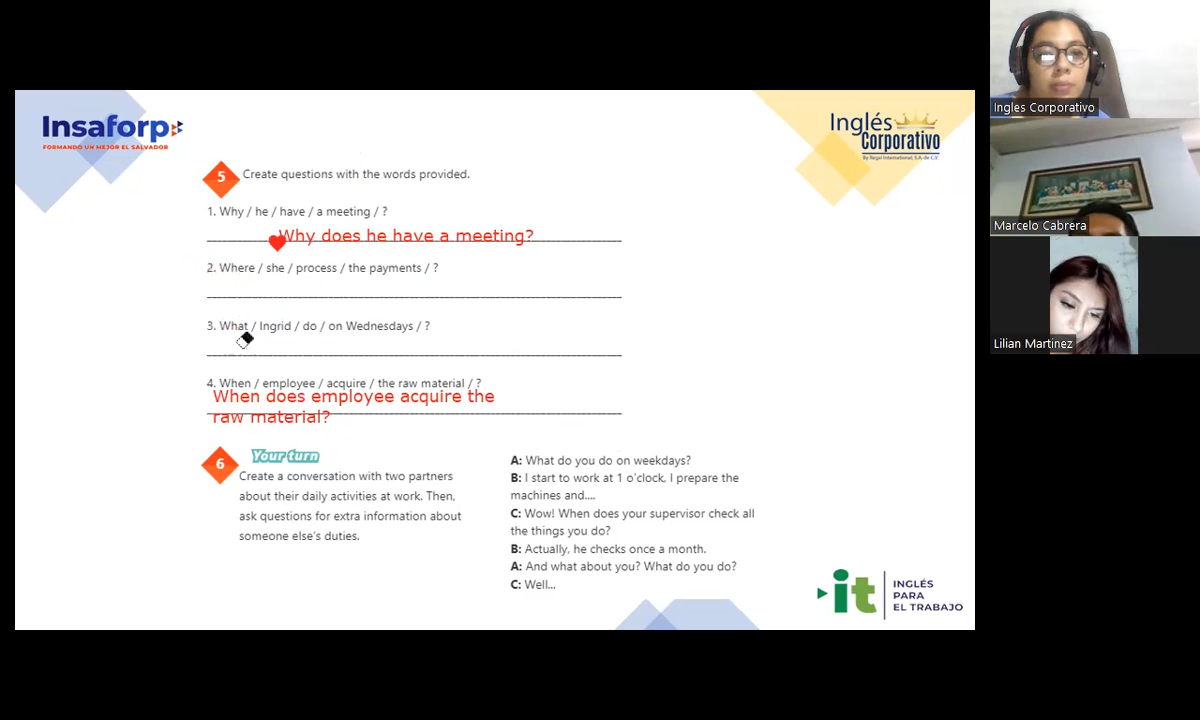 Insaforp
FORMANDO UN MEJOR EL SALVADOR
Inglés
Corporativo
By Regal International, S.A. de C.V.
5 Create questions with the words provided.
1. Why / he / have / a meeting / ?
Why does he have a meeting?
2. Where / she / process / the payments / ?
3. What / Ingrid / do / on Wednesdays / ?
4. When / employee / acquire / the raw material / ?
When does employee acquire the
raw material?
6 Your turn
Create a conversation with two partners
about their daily activities at work. Then,
ask questions for extra information about
someone else's duties.
A: What do you do on weekdays?
B: I start to work at 1 o'clock, I prepare the
machines and....
C: Wow! When does your supervisor check all
the things you do?
B: Actually, he checks once a month.
A: And what about you? What do you do?
C: Well...
it
INGLÉS
PARA
EL TRABAJO
Ingles Corporativo
Marcelo Cabrera
Lilian Martinez